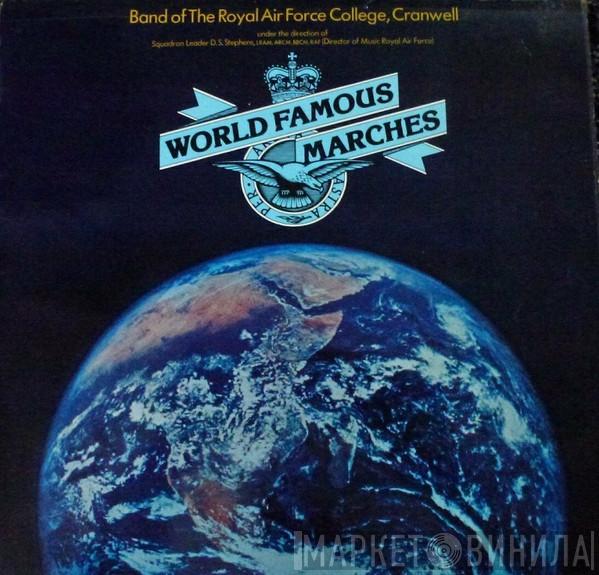 Band of The Royal Air Force College, Cranwell
under the direction of
Squadron Leader D. S. Stephens, LRAM, ARCM, BBCM, RAF (Director of Music Royal Air Force)
WORLD FAMOUS
MARCHES
PER ARDUA ASTRA
МАРКЕТ ВИНИЛА